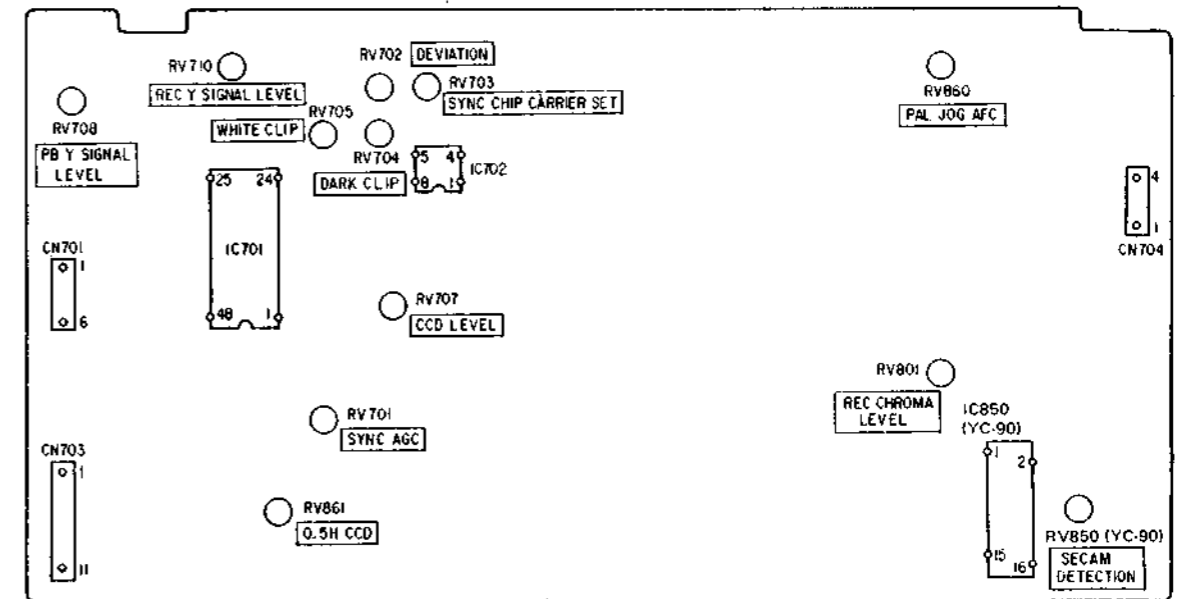 RV710
REC Y SIGNAL LEVEL
RV702 DEVIATION
RV703
SYNC CHIP CARRIER SET
RV860
PAL JOG AFC
RV708
PB Y SIGNAL
LEVEL
RV705
WHITE CLIP
RV704
DARK CLIP
5 4
8 1
IC702
25 24
IC701
48 1
CN701
1
6
4
1
CN704
RV707
CCD LEVEL
RV801
REC CHROMA
LEVEL
IC850
(YC-90)
1
2
15
16
RV701
SYNC AGC
CN703
1
11
RV861
0.5H CCD
RV850 (YC-90)
SECAM
DETECTION